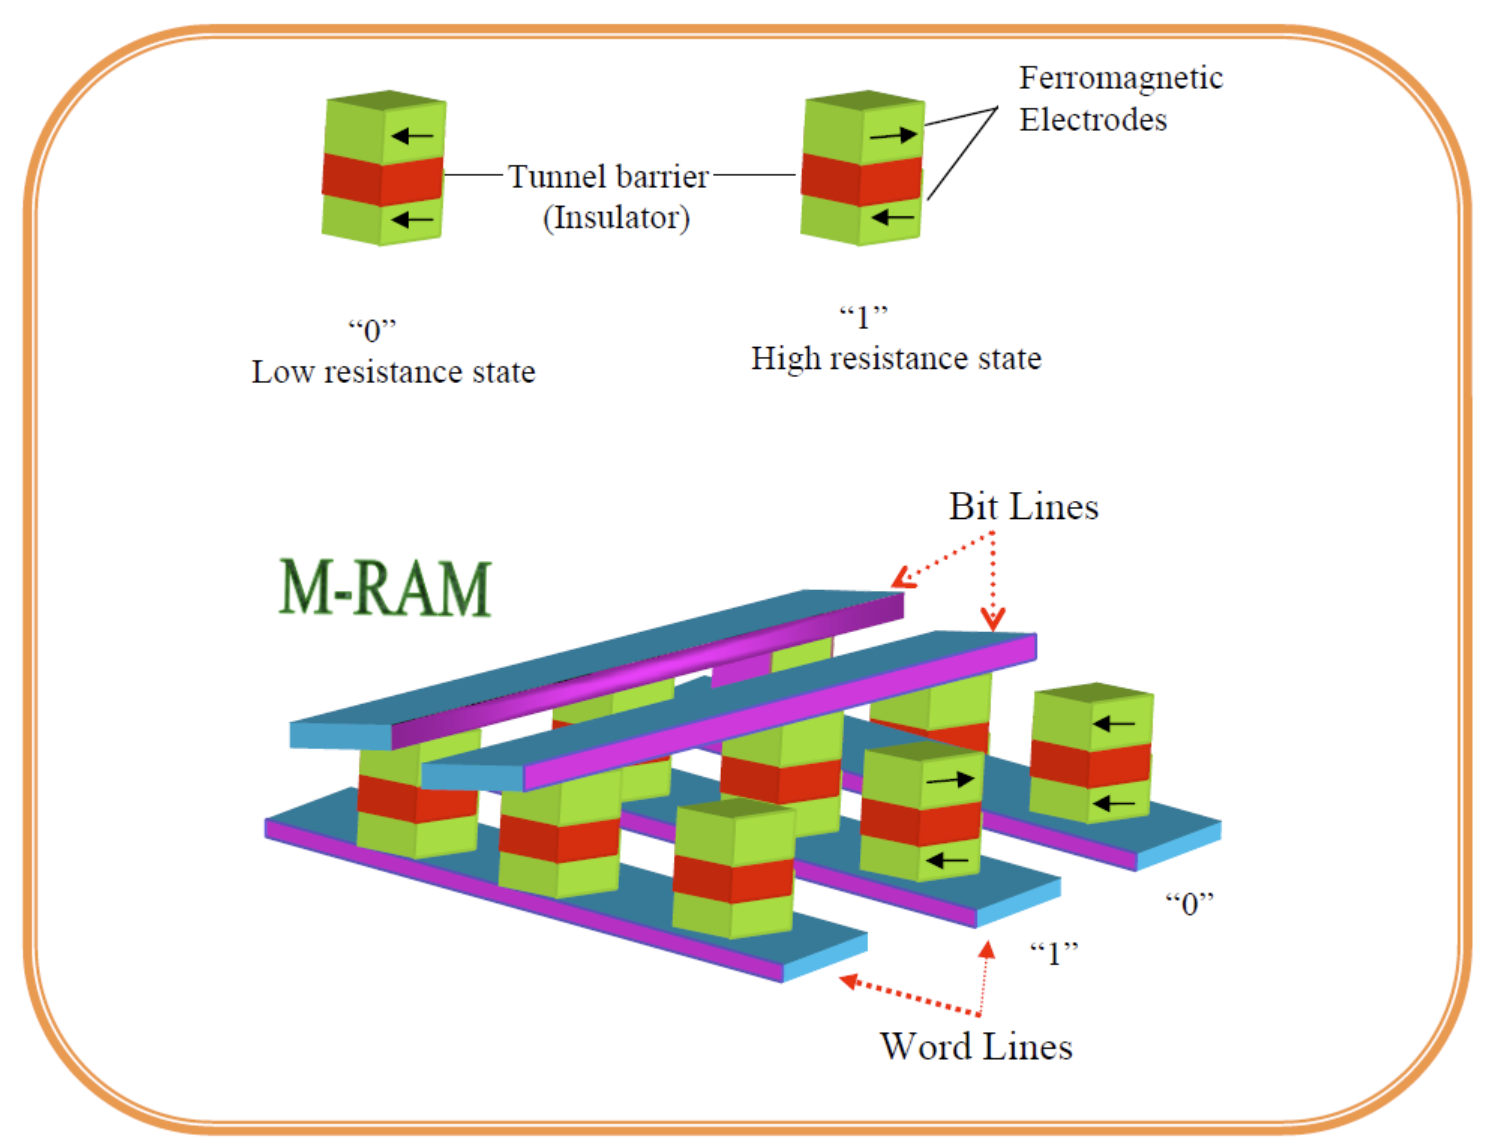 Ferromagnetic
Electrodes
Tunnel barrier
(Insulator)
“0”
Low resistance state
“1”
High resistance state
Bit Lines
M-RAM
“0”
“1”
Word Lines